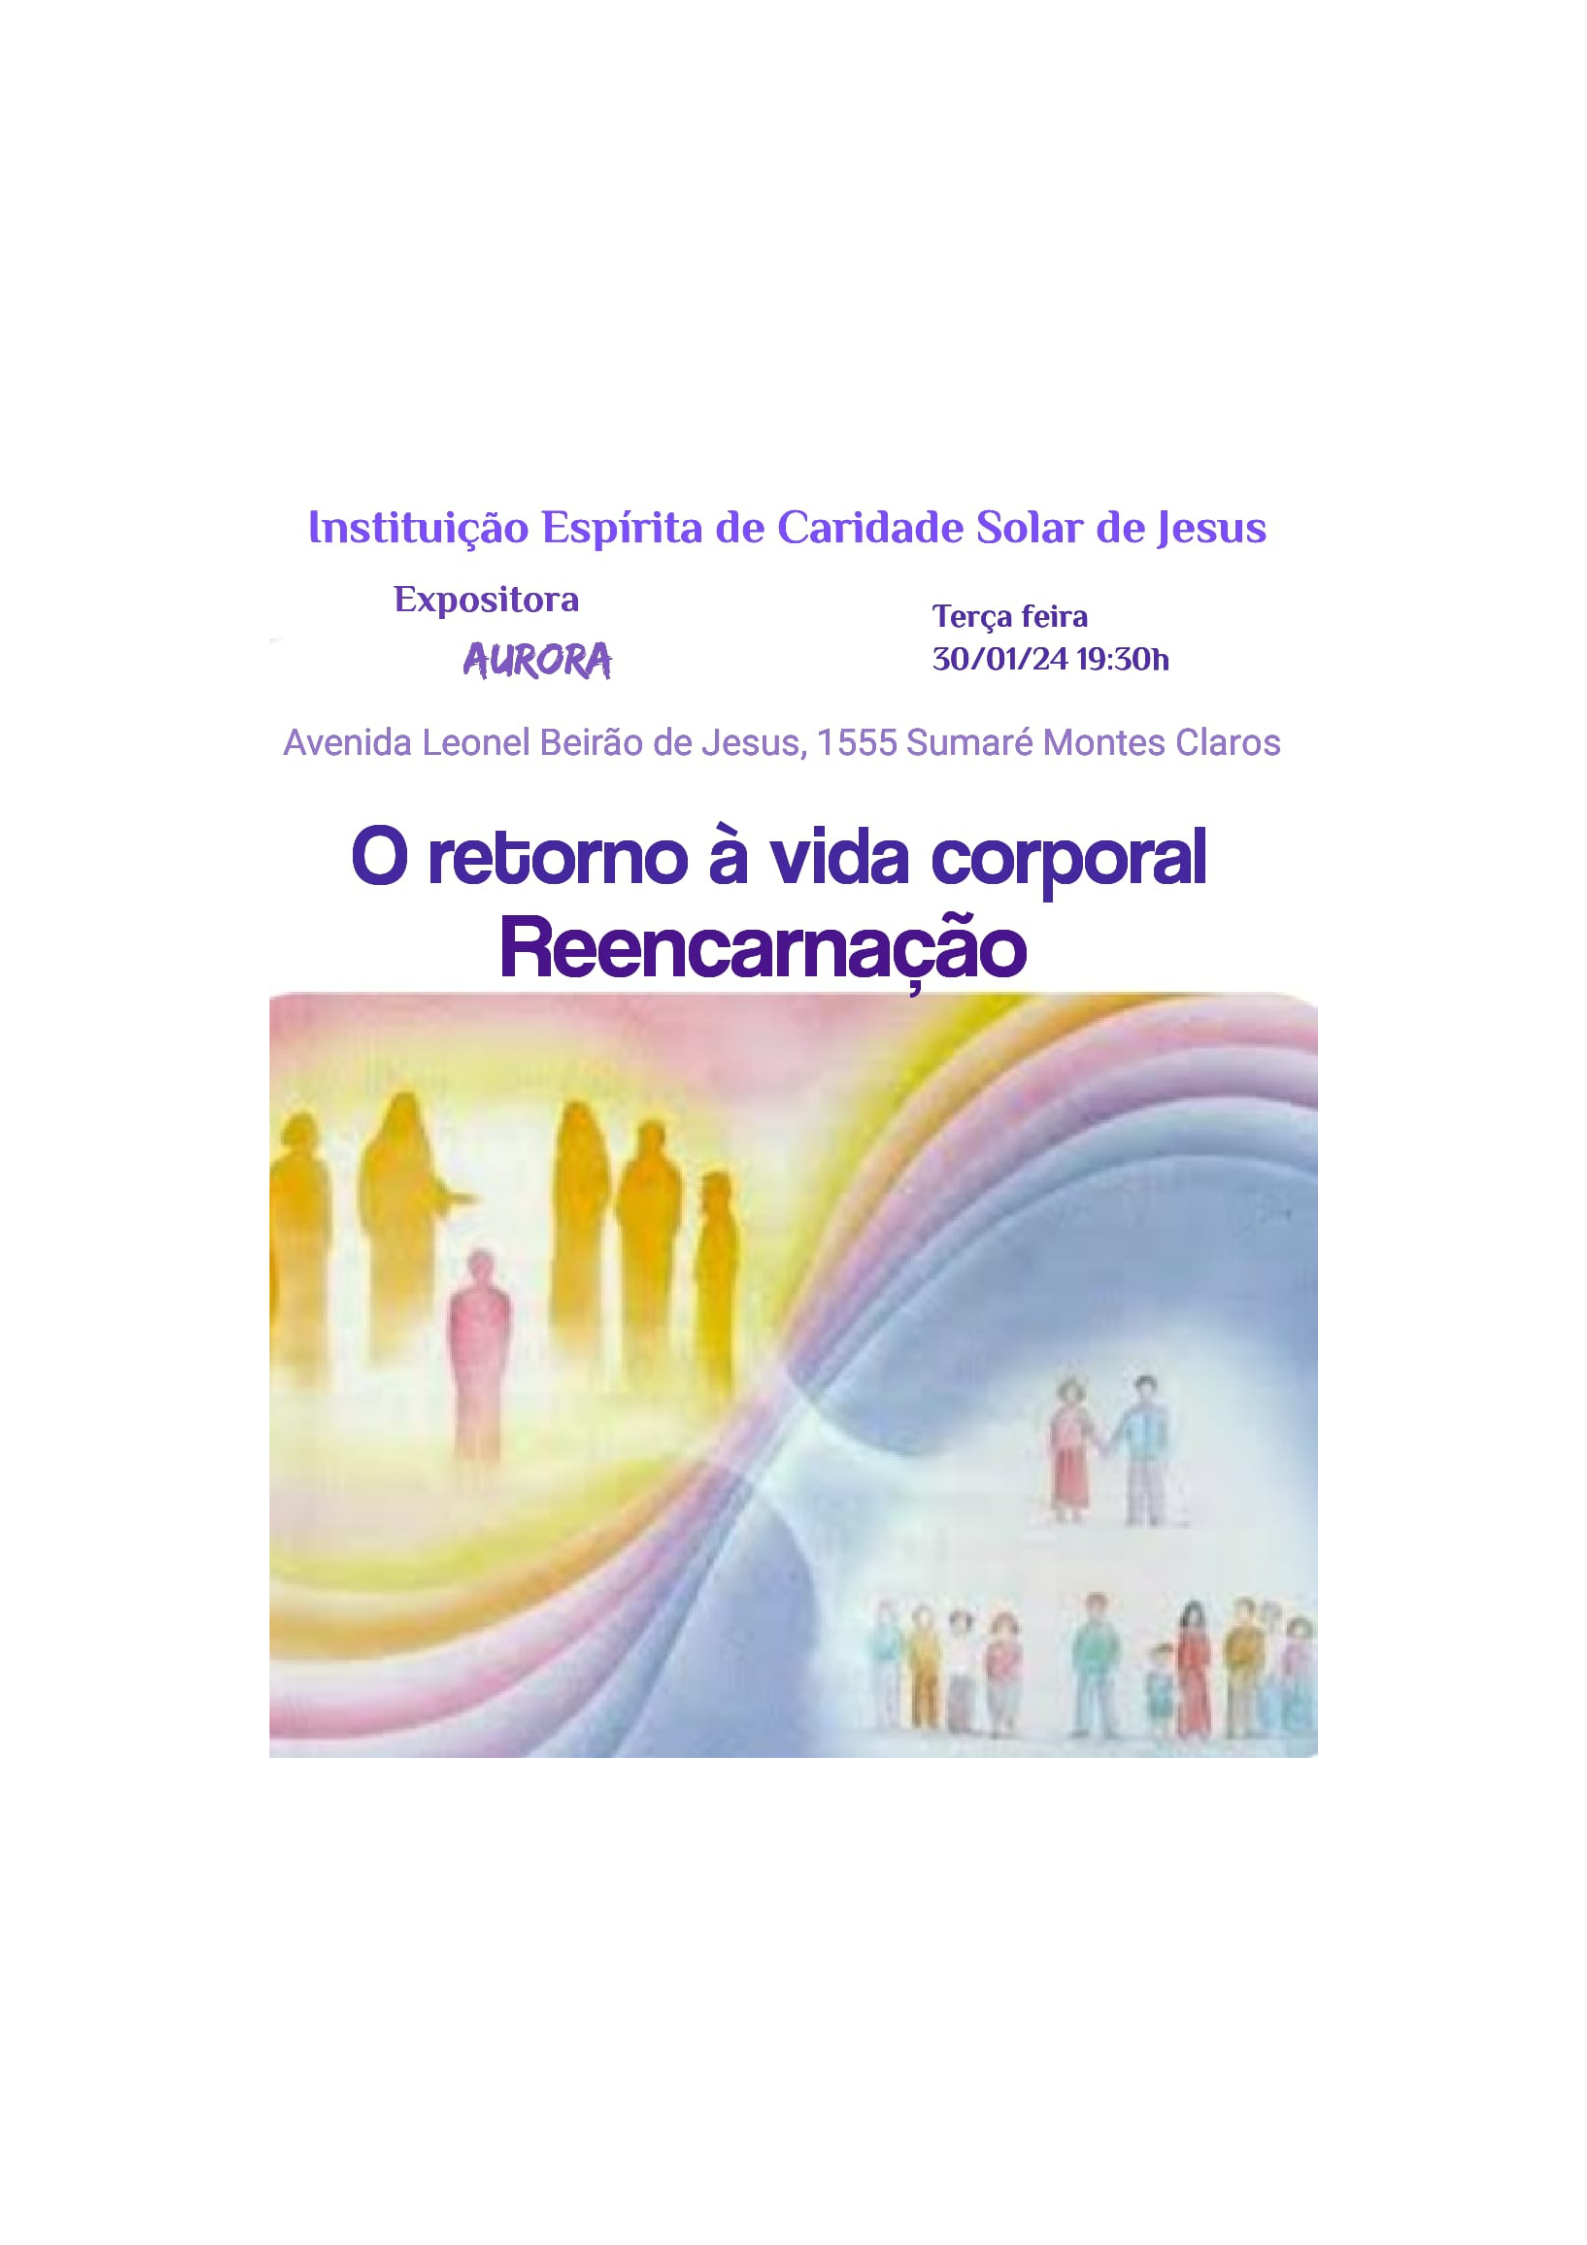 Instituição Espírita de Caridade Solar de Jesus
Expositora
AURORA
Terça feira
30/01/24 19:30h
Avenida Leonel Beirão de Jesus, 1555 Sumaré Montes Claros
O retorno à vida corporal
Reencarnação